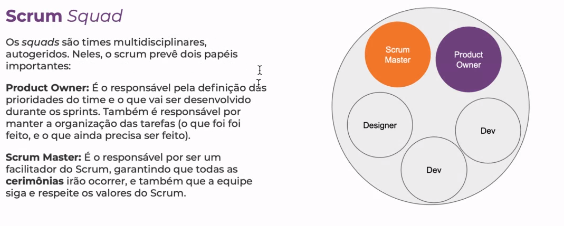 Scrum Squad
Os squads são times multidisciplinares,
autogeridos. Neles, o scrum prevê dois papéis
importantes:
Product Owner: É o responsável pela definição das
prioridades do time e o que vai ser desenvolvido
durante os sprints. Também é responsável por
manter a organização das tarefas (o que foi foi
feito, e o que ainda precisa ser feito).
Scrum Master: É o responsável por ser um
facilitador do Scrum, garantindo que todas as
cerimônias irão ocorrer, e também que a equipe
siga e respeite os valores do Scrum.
Scrum
Master
Product
Owner
Designer
Dev
Dev